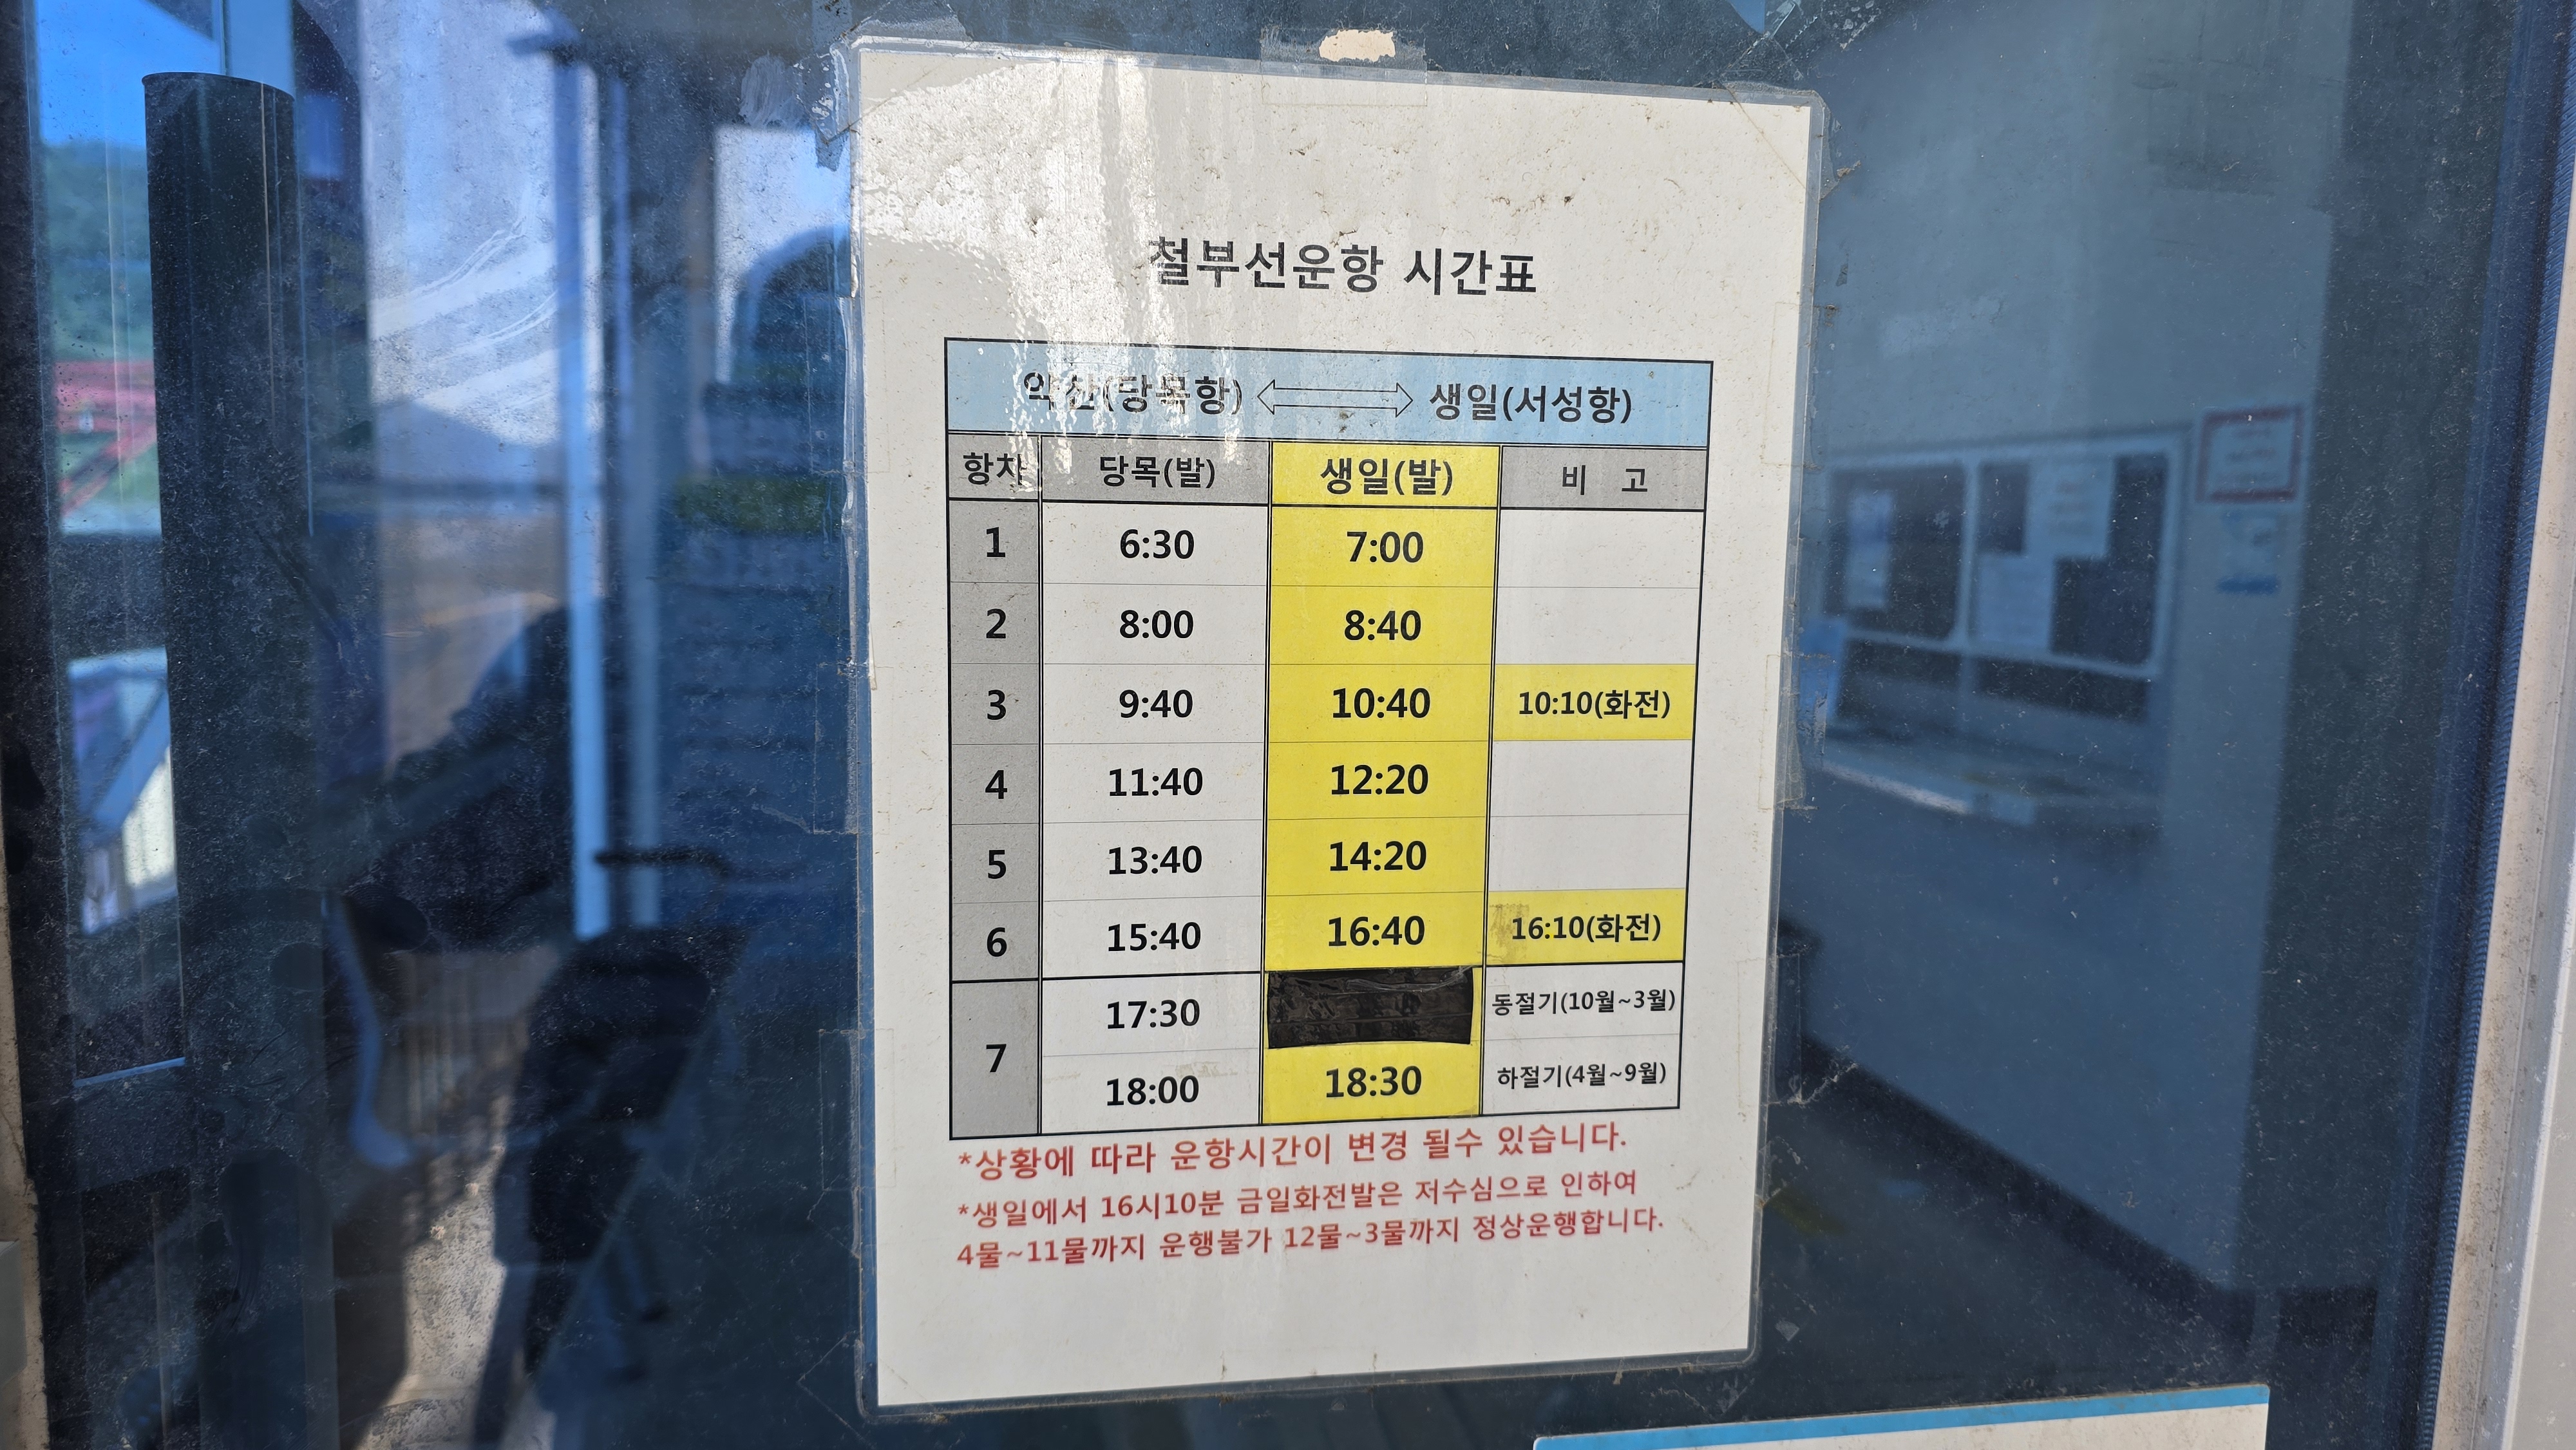 철부선운항 시간표
약산(당목항) 생일(서성항)
항차 당목(발) 생일(발) 비 고
1 6:30 7:00
2 8:00 8:40
3 9:40 10:40 10:10(화전)
4 11:40 12:20
5 13:40 14:20
6 15:40 16:40 16:10(화전)
7
17:30 동절기(10월~3월)
18:00 18:30 하절기(4월~9월)
*상황에 따라 운항시간이 변경 될수 있습니다.
*생일에서 16시10분 금일화전발은 저수심으로 인하여
4물~11물까지 운행불가 12물~3물까지 정상운행합니다.